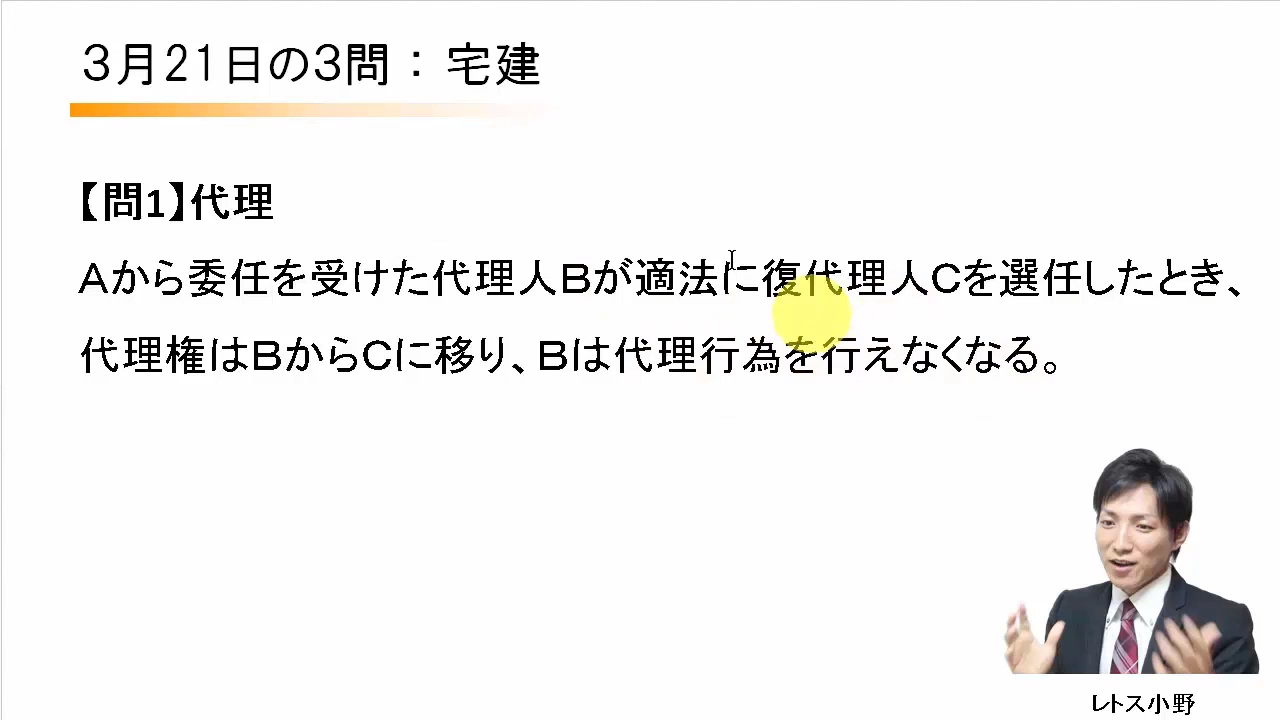 3月21日の3問：宅建
【問1】代理
Aから委任を受けた代理人Bが適法に復代理人Cを選任したとき、
代理権はBからCに移り、Bは代理行為を行えなくなる。
レトス小野